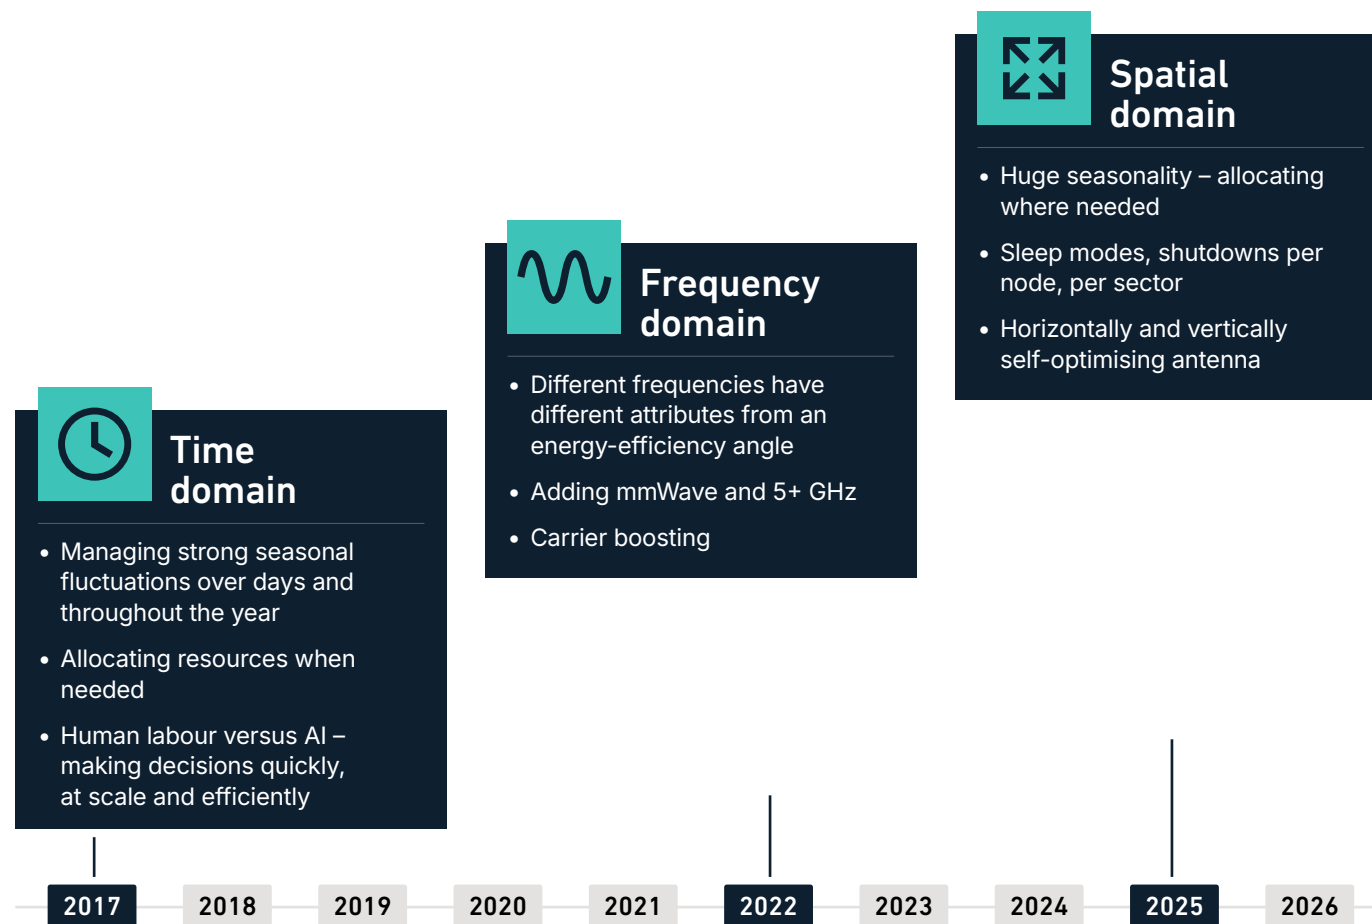 Time
domain
• Managing strong seasonal
fluctuations over days and
throughout the year
• Allocating resources when
needed
• Human labour versus AI –
making decisions quickly,
at scale and efficiently
Frequency
domain
• Different frequencies have
different attributes from an
energy-efficiency angle
• Adding mmWave and 5+ GHz
• Carrier boosting
Spatial
domain
• Huge seasonality – allocating
where needed
• Sleep modes, shutdowns per
node, per sector
• Horizontally and vertically
self-optimising antenna
2017 2018 2019 2020 2021 2022 2023 2024 2025 2026